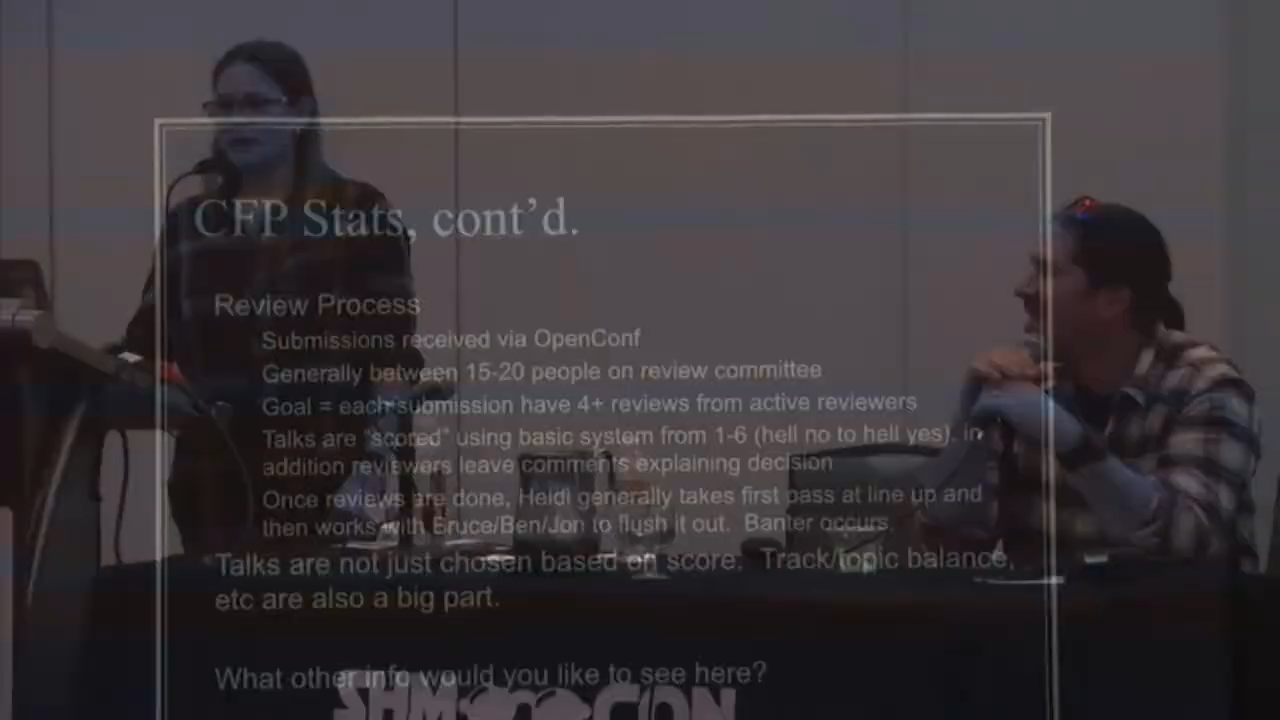 CFP Stats, cont'd.
Review Process
Submissions received via OpenConf
Generally between 15-20 people on review committee
Goal = each submission have 4+ reviews from active reviewers
Talks are "scored" using basic system from 1-6 (hell no to hell yes), in
addition reviewers leave comments explaining decision
Once reviews are done, Heidi generally takes first pass at line up and
then works with Bruce/Ben/Jon to flush it out. Banter occurs.
Talks are not just chosen based on score. Track/topic balance,
etc are also a big part.
What other info would you like to see here?
SHMOOCON